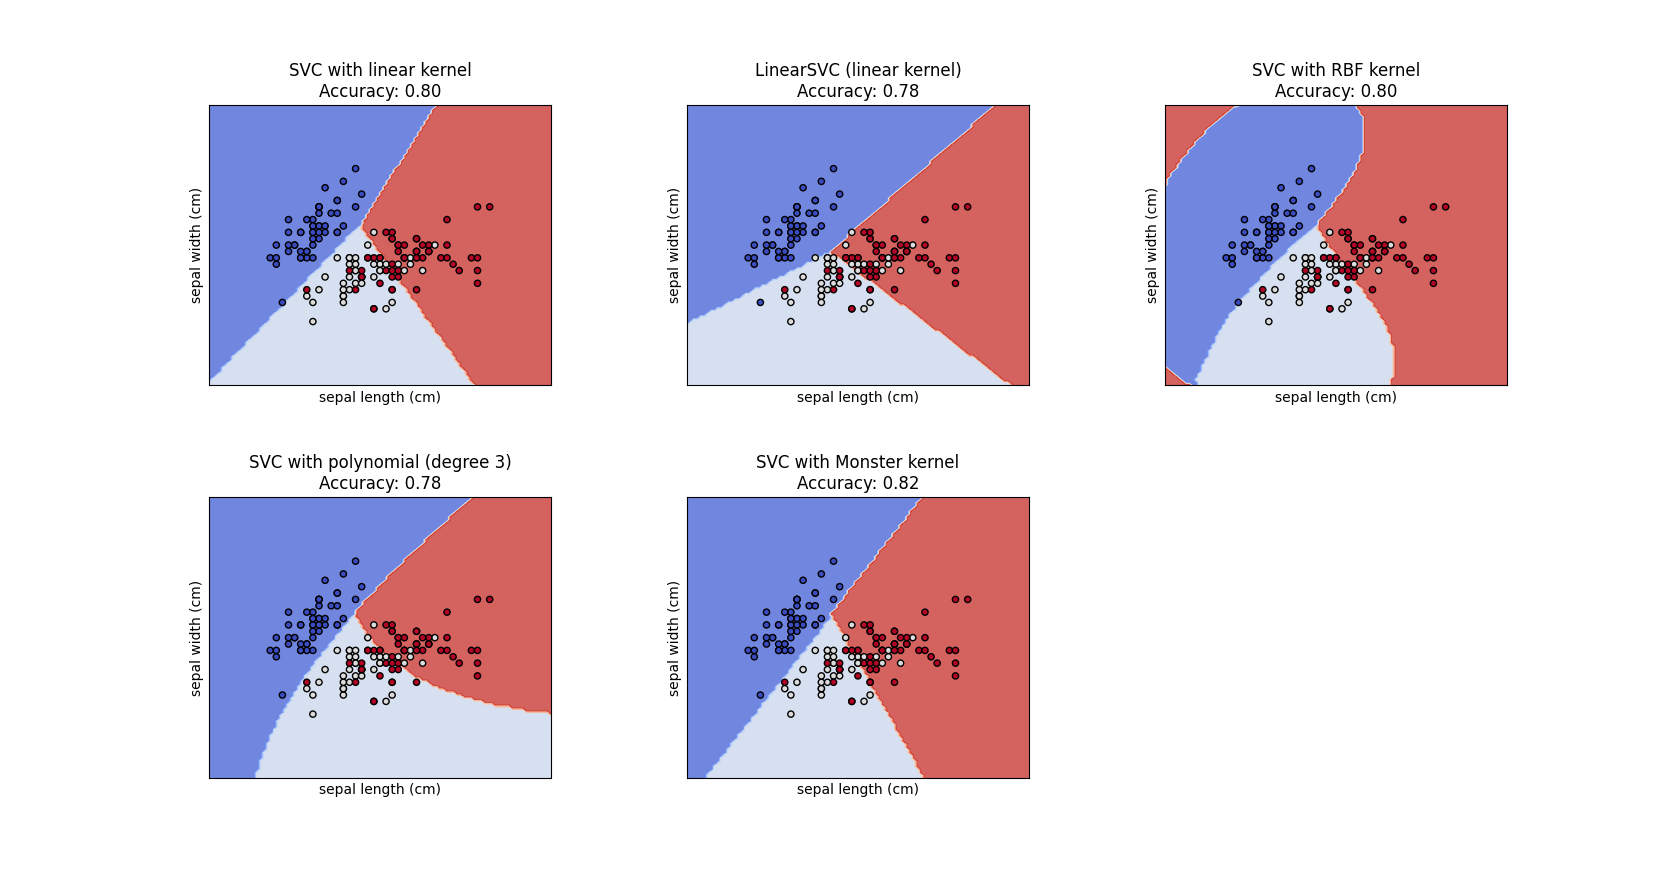 SVC with linear kernel
Accuracy: 0.80
sepal width (cm)
sepal length (cm)
LinearSVC (linear kernel)
Accuracy: 0.78
sepal width (cm)
sepal length (cm)
SVC with RBF kernel
Accuracy: 0.80
sepal width (cm)
sepal length (cm)
SVC with polynomial (degree 3)
Accuracy: 0.78
sepal width (cm)
sepal length (cm)
SVC with Monster kernel
Accuracy: 0.82
sepal width (cm)
sepal length (cm)